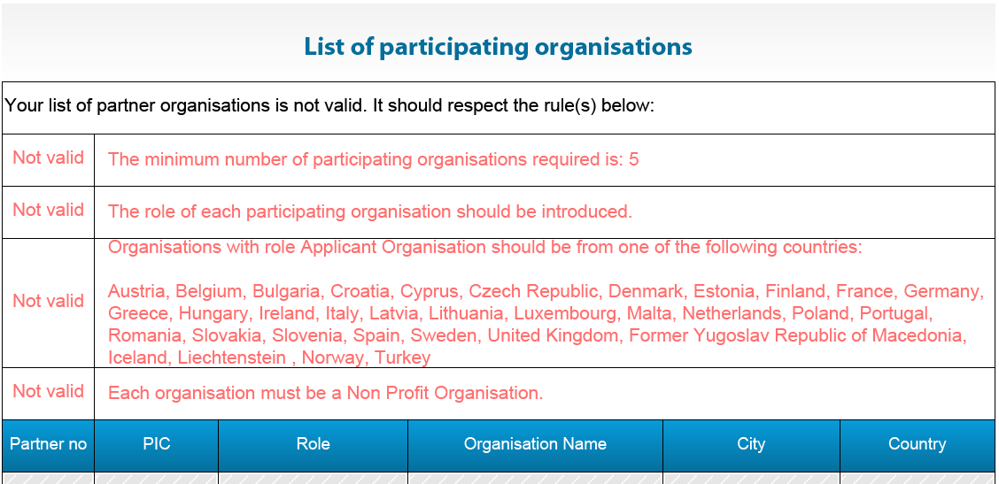 List of participating organisations
Your list of partner organisations is not valid. It should respect the rule(s) below:
Not valid
The minimum number of participating organisations required is: 5
Not valid
The role of each participating organisation should be introduced.
Not valid
Organisations with role Applicant Organisation should be from one of the following countries:
Austria, Belgium, Bulgaria, Croatia, Cyprus, Czech Republic, Denmark, Estonia, Finland, France, Germany,
Greece, Hungary, Ireland, Italy, Latvia, Lithuania, Luxembourg, Malta, Netherlands, Poland, Portugal,
Romania, Slovakia, Slovenia, Spain, Sweden, United Kingdom, Former Yugoslav Republic of Macedonia,
Iceland, Liechtenstein , Norway, Turkey
Not valid
Each organisation must be a Non Profit Organisation.
Partner no PIC Role Organisation Name City Country